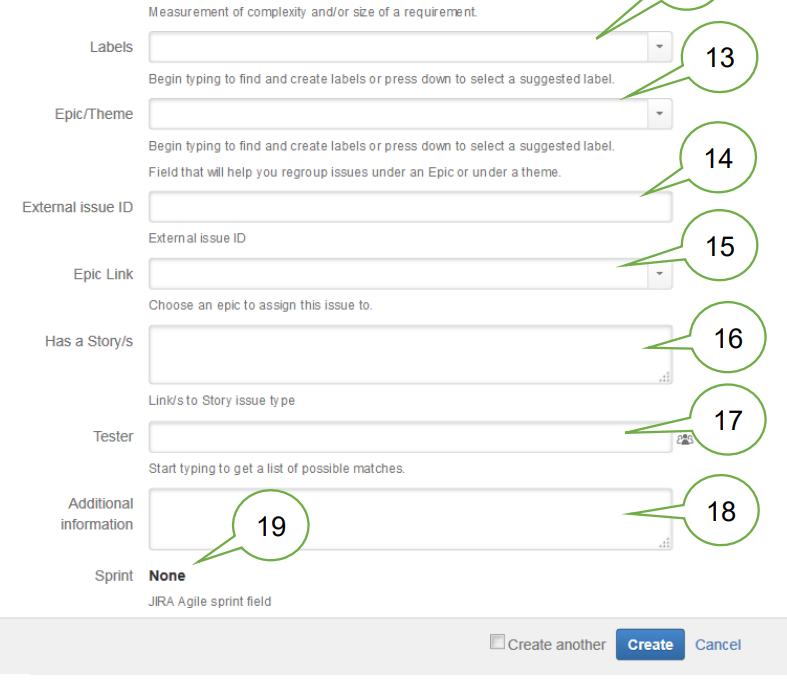 Measurement of complexity and/or size of a requirement.
Labels
13
Begin typing to find and create labels or press down to select a suggested label.
Epic/Theme
Begin typing to find and create labels or press down to select a suggested label.
14
Field that will help you regroup issues under an Epic or under a theme.
External issue ID
External issue ID
15
Epic Link
Choose an epic to assign this issue to.
Has a Story/s
16
Link/s to Story issue type
17
Tester
Start typing to get a list of possible matches.
Additional
information
18
19
Sprint None
JIRA Agile sprint field
Create another Create Cancel